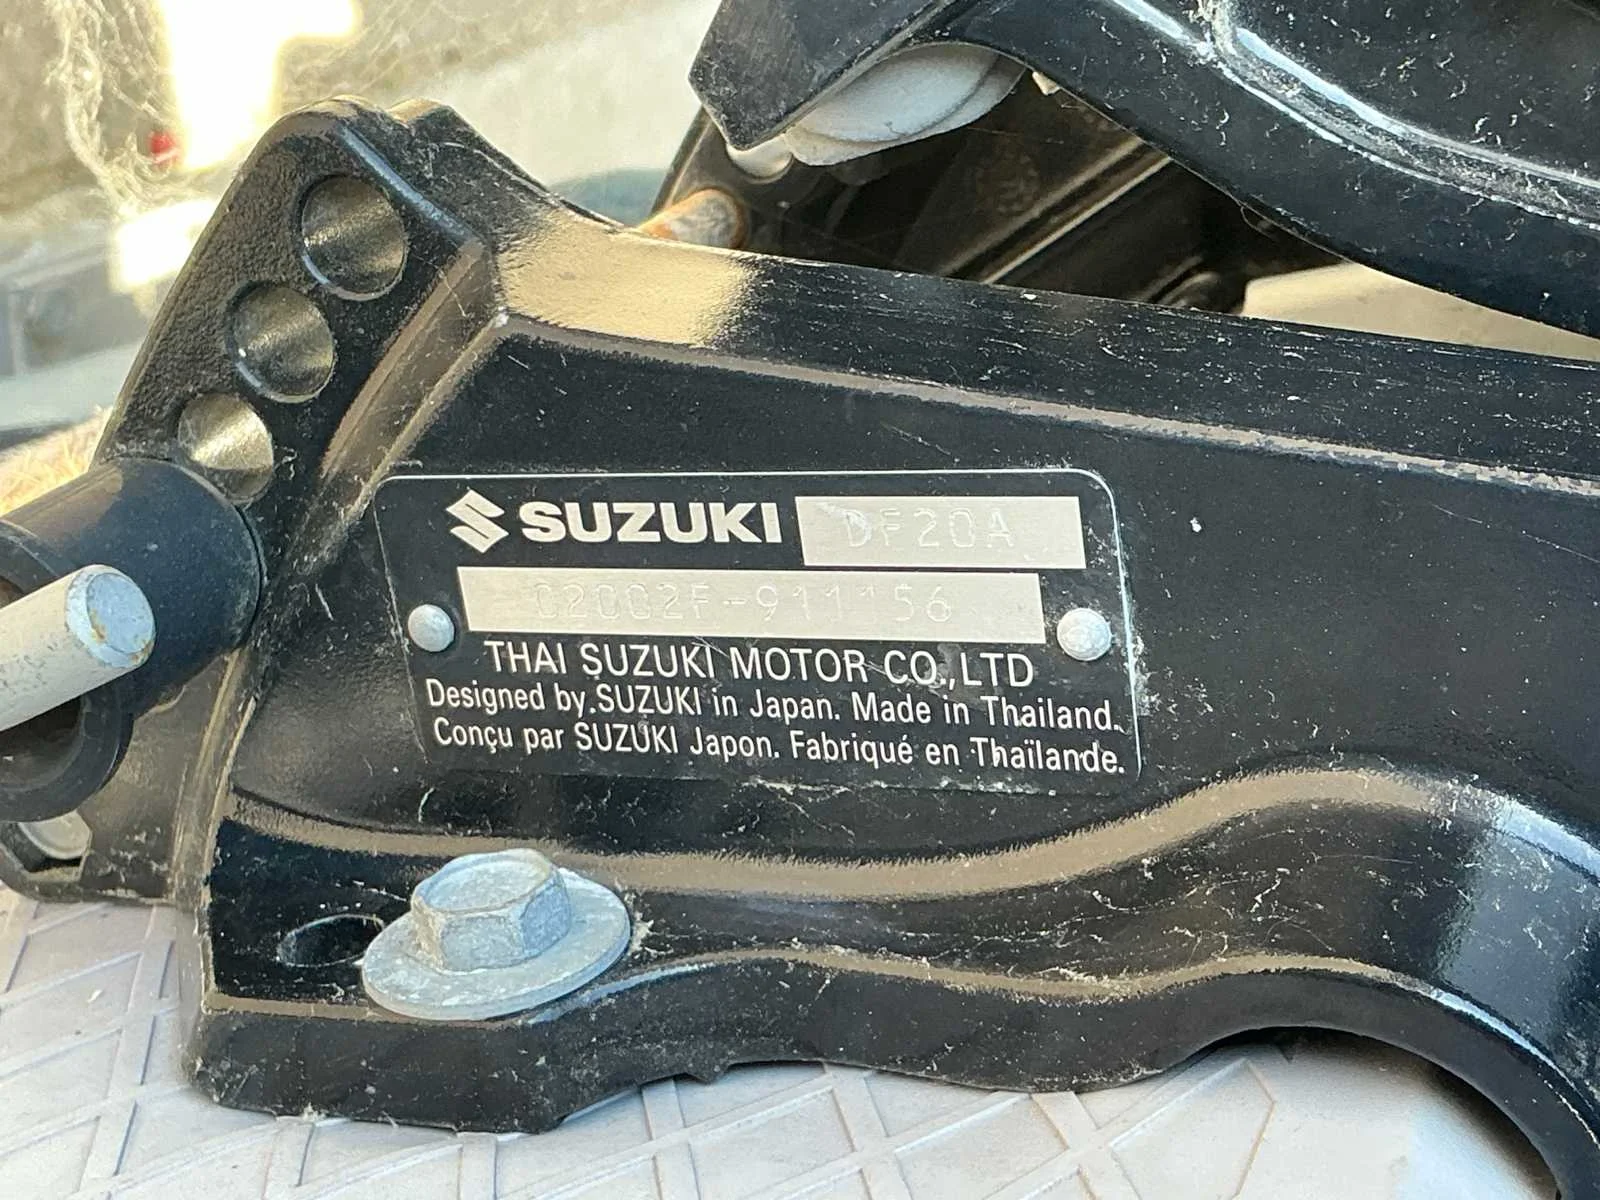 SUZUKI DF20A
02002F-911156
THAI SUZUKI MOTOR CO.,LTD
Designed by SUZUKI in Japan. Made in Thailand.
Conçu par SUZUKI Japon. Fabriqué en Thaïlande.